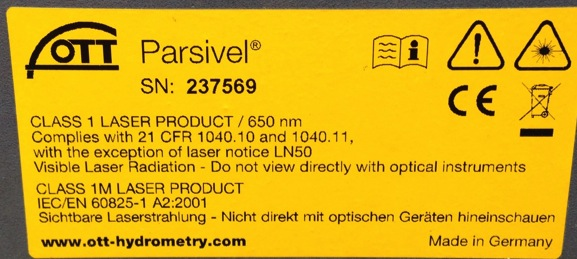 OTT Parsivel®
SN: 237569
CLASS 1 LASER PRODUCT / 650 nm
Complies with 21 CFR 1040.10 and 1040.11,
with the exception of laser notice LN50
Visible Laser Radiation - Do not view directly with optical instruments
CLASS 1M LASER PRODUCT
IEC/EN 60825-1 A2:2001
Sichtbare Laserstrahlung - Nicht direkt mit optischen Geräten hineinschauen
www.ott-hydrometry.com Made in Germany